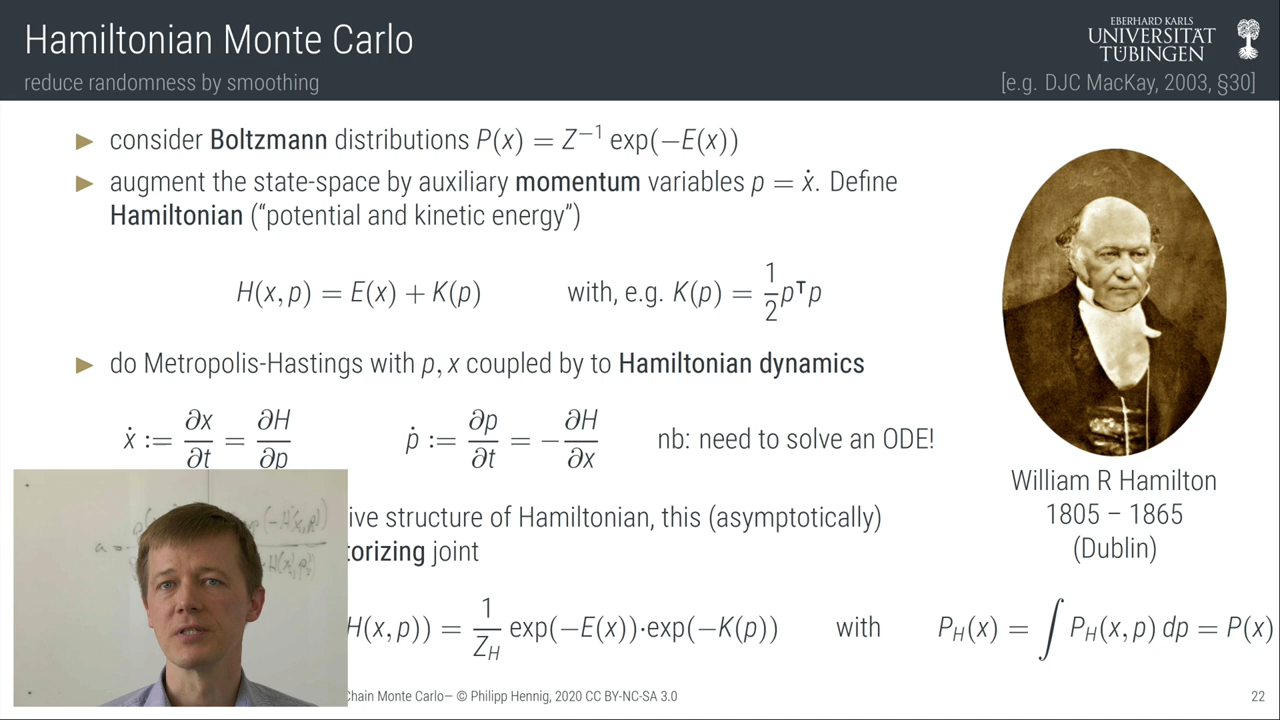 Hamiltonian Monte Carlo
reduce randomness by smoothing
EBERHARD KARLS
UNIVERSITÄT
TÜBINGEN
[e.g. DJC MacKay, 2003, §30]
► consider Boltzmann distributions P(x) = Z⁻¹ exp(−E(x))
► augment the state-space by auxiliary momentum variables p = ẋ. Define
Hamiltonian (“potential and kinetic energy”)
H(x, p) = E(x) + K(p) with, e.g. K(p) = 1/2 pᵀp
► do Metropolis-Hastings with p, x coupled by to Hamiltonian dynamics
ẋ := ∂x/∂t = ∂H/∂p ṗ := ∂p/∂t = −∂H/∂x nb: need to solve an ODE!
ive structure of Hamiltonian, this (asymptotically)
torizing joint
H(x, p)) = 1/Z_H exp(−E(x))·exp(−K(p)) with P_H(x) = ∫ P_H(x, p) dp = P(x)
William R Hamilton
1805 – 1865
(Dublin)
Chain Monte Carlo— © Philipp Hennig, 2020 CC BY-NC-SA 3.0
22